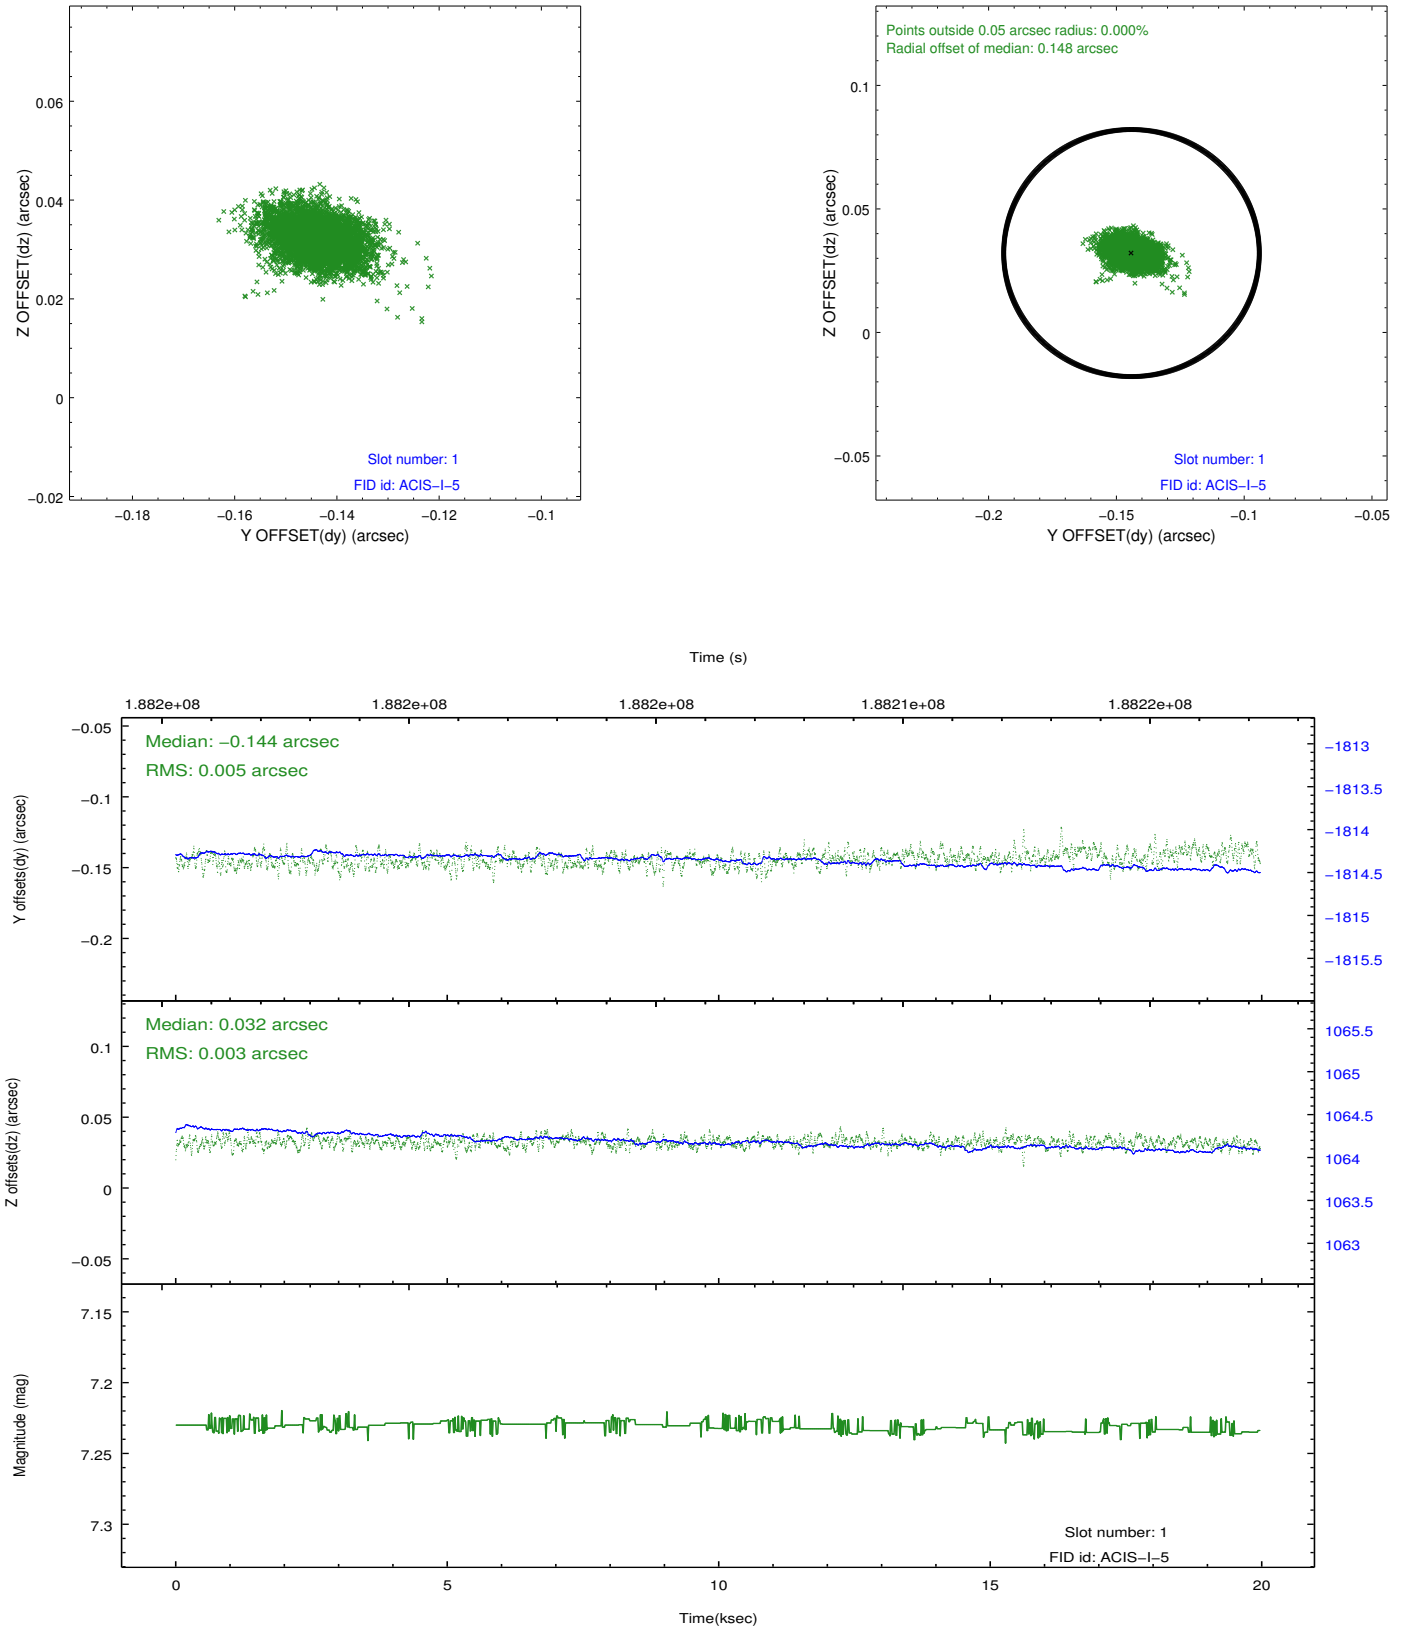 0.06
0.04
0.02
0
−0.02
Z OFFSET(dz) (arcsec)
Slot number: 1
FID id: ACIS−I−5
−0.18 −0.16 −0.14 −0.12 −0.1
Y OFFSET(dy) (arcsec)
Points outside 0.05 arcsec radius: 0.000%
Radial offset of median: 0.148 arcsec
0.1
0.05
0
−0.05
Z OFFSET(dz) (arcsec)
Slot number: 1
FID id: ACIS−I−5
−0.2 −0.15 −0.1 −0.05
Y OFFSET(dy) (arcsec)
Time (s)
1.882e+08 1.882e+08 1.882e+08 1.8821e+08 1.8822e+08
Median: −0.144 arcsec
RMS: 0.005 arcsec
−0.05
−0.1
−0.15
−0.2
Y offsets(dy) (arcsec)
−1813
−1813.5
−1814
−1814.5
−1815
−1815.5
Median: 0.032 arcsec
RMS: 0.003 arcsec
0.1
0.05
0
−0.05
Z offsets(dz) (arcsec)
1065.5
1065
1064.5
1064
1063.5
1063
7.15
7.2
7.25
7.3
Magnitude (mag)
Slot number: 1
FID id: ACIS−I−5
0 5 10 15 20
Time(ksec)